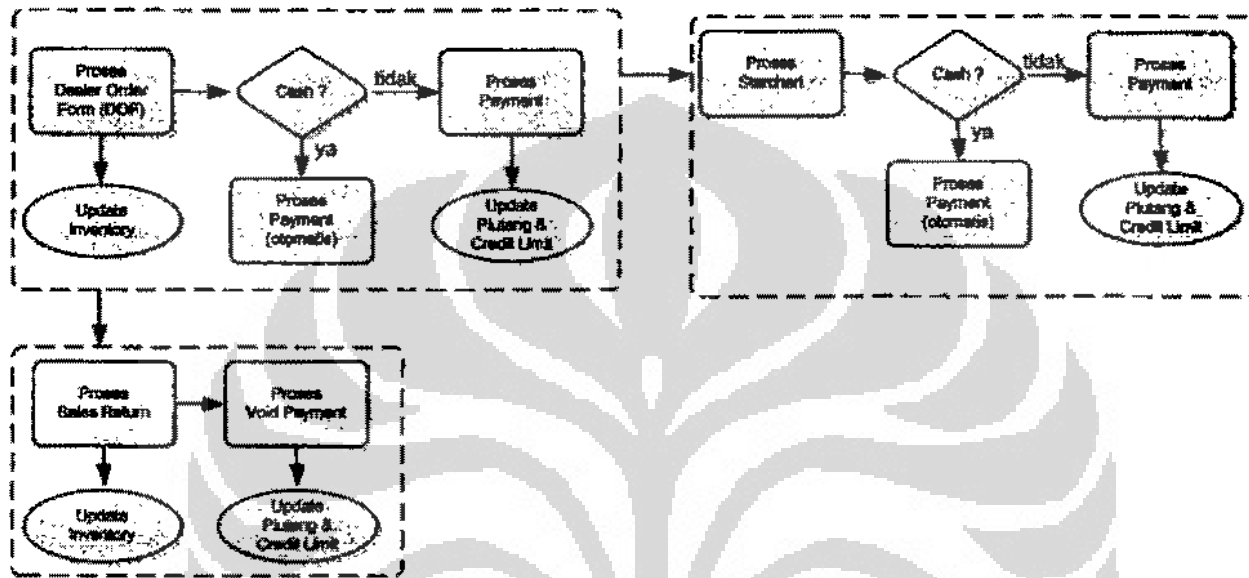 Proses
Dealer Order
Form (DOF)
Cash ?
tidak
Proses
Payment
ya
Update
Inventory
Proses
Payment
(otomatis)
Update
Piutang &
Credit Limit
Proses
Cash ?
tidak
Proses
Payment
ya
Proses
Payment
(otomatis)
Update
Piutang &
Credit Limit
Proses
Sales Return
Proses
Void Payment
Update
Inventory
Update
Piutang &
Credit Limit